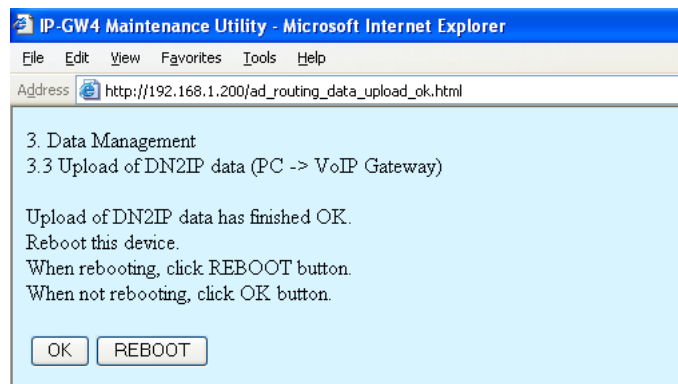 IP-GW4 Maintenance Utility - Microsoft Internet Explorer
File Edit View Favorites Tools Help
Address http://192.168.1.200/ad_routing_data_upload_ok.html
3. Data Management
3.3 Upload of DN2IP data (PC -> VoIP Gateway)
Upload of DN2IP data has finished OK.
Reboot this device.
When rebooting, click REBOOT button.
When not rebooting, click OK button.
OK REBOOT